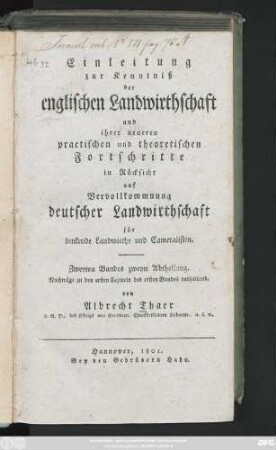 Einleitung
zur Kenntniß
der
englischen Landwirthschaft
und
ihrer neueren
practischen und theoretischen
Fortschritte
in Rücksicht
auf
Vervollkommnung
deutscher Landwirthschaft
für
denkende Landwirthe und Cameralisten.
Zweyten Bandes zweyte Abtheilung,
Nachträge zu den ersten Capiteln des ersten Bandes enthaltend,
von
Albrecht Thaer
Hannover, 1801.
Bey den Gebrüdern Hahn.